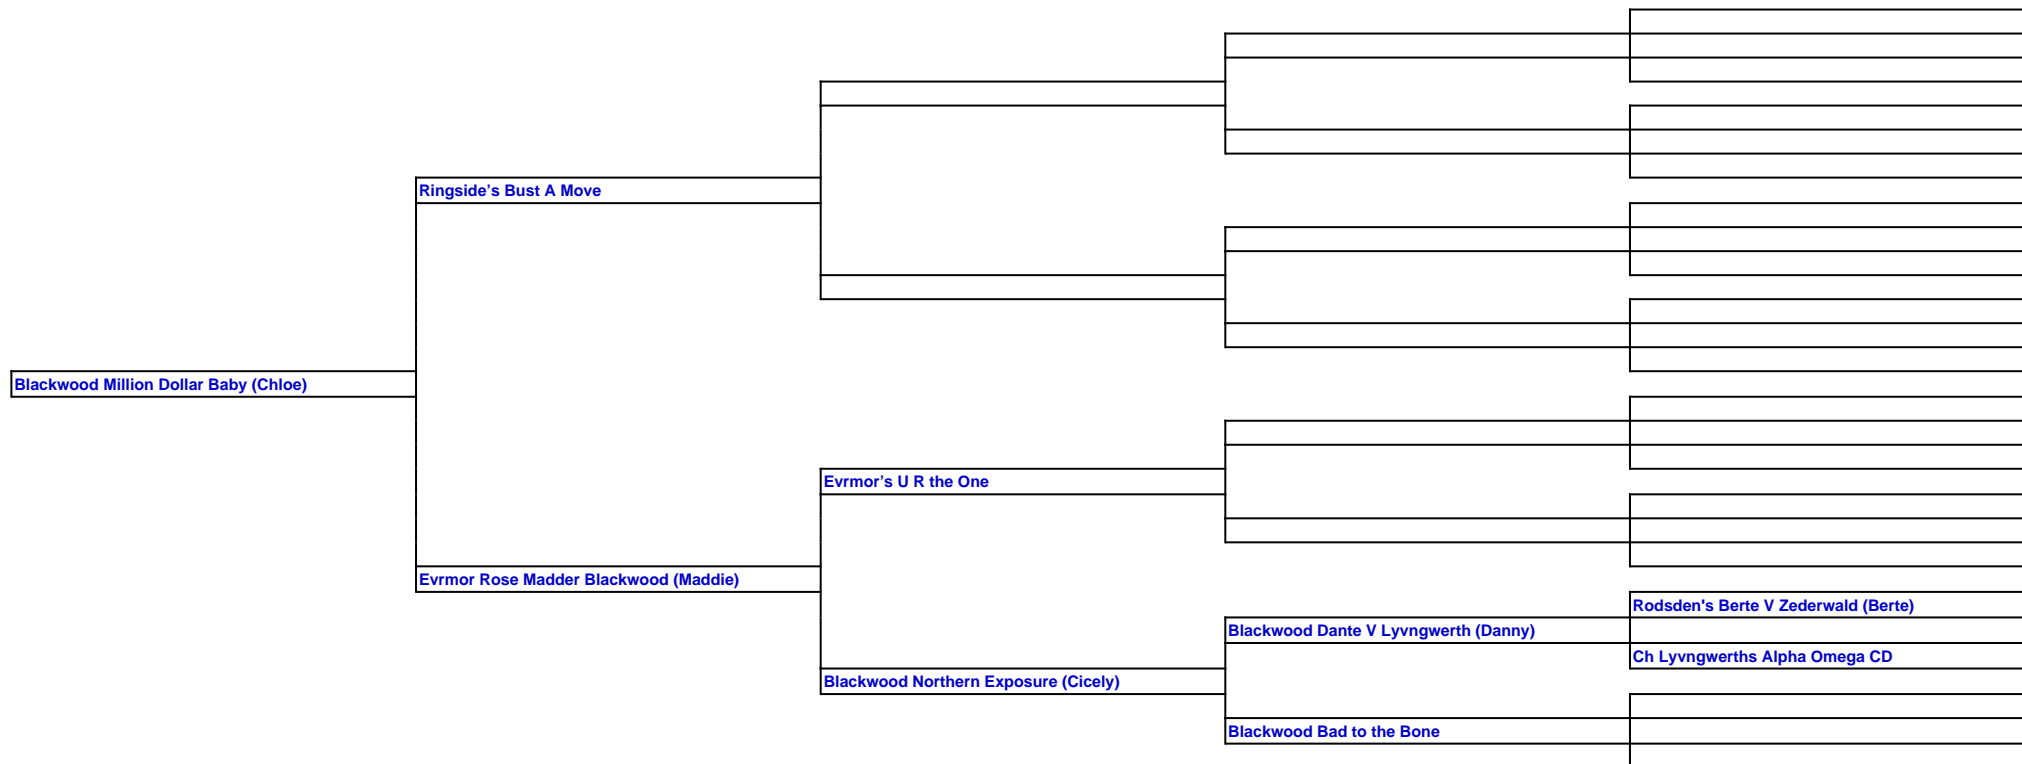 Ringside’s Bust A Move
Blackwood Million Dollar Baby (Chloe)
Evrmor’s U R the One
Evrmor Rose Madder Blackwood (Maddie)
Rodsden's Berte V Zederwald (Berte)
Blackwood Dante V Lyvngwerth (Danny)
Ch Lyvngwerths Alpha Omega CD
Blackwood Northern Exposure (Cicely)
Blackwood Bad to the Bone